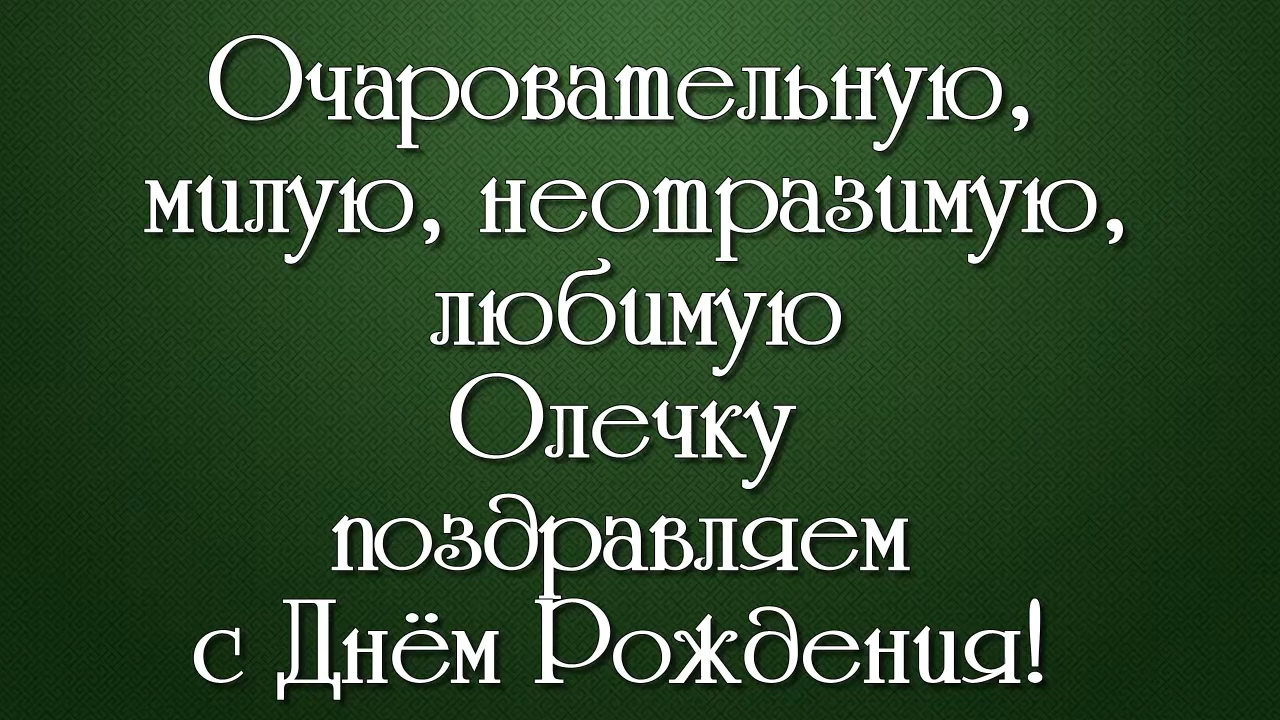 Очаровательную,
милую, неотразимую,
любимую
Олечку
поздравляем
с Днём Рождения!